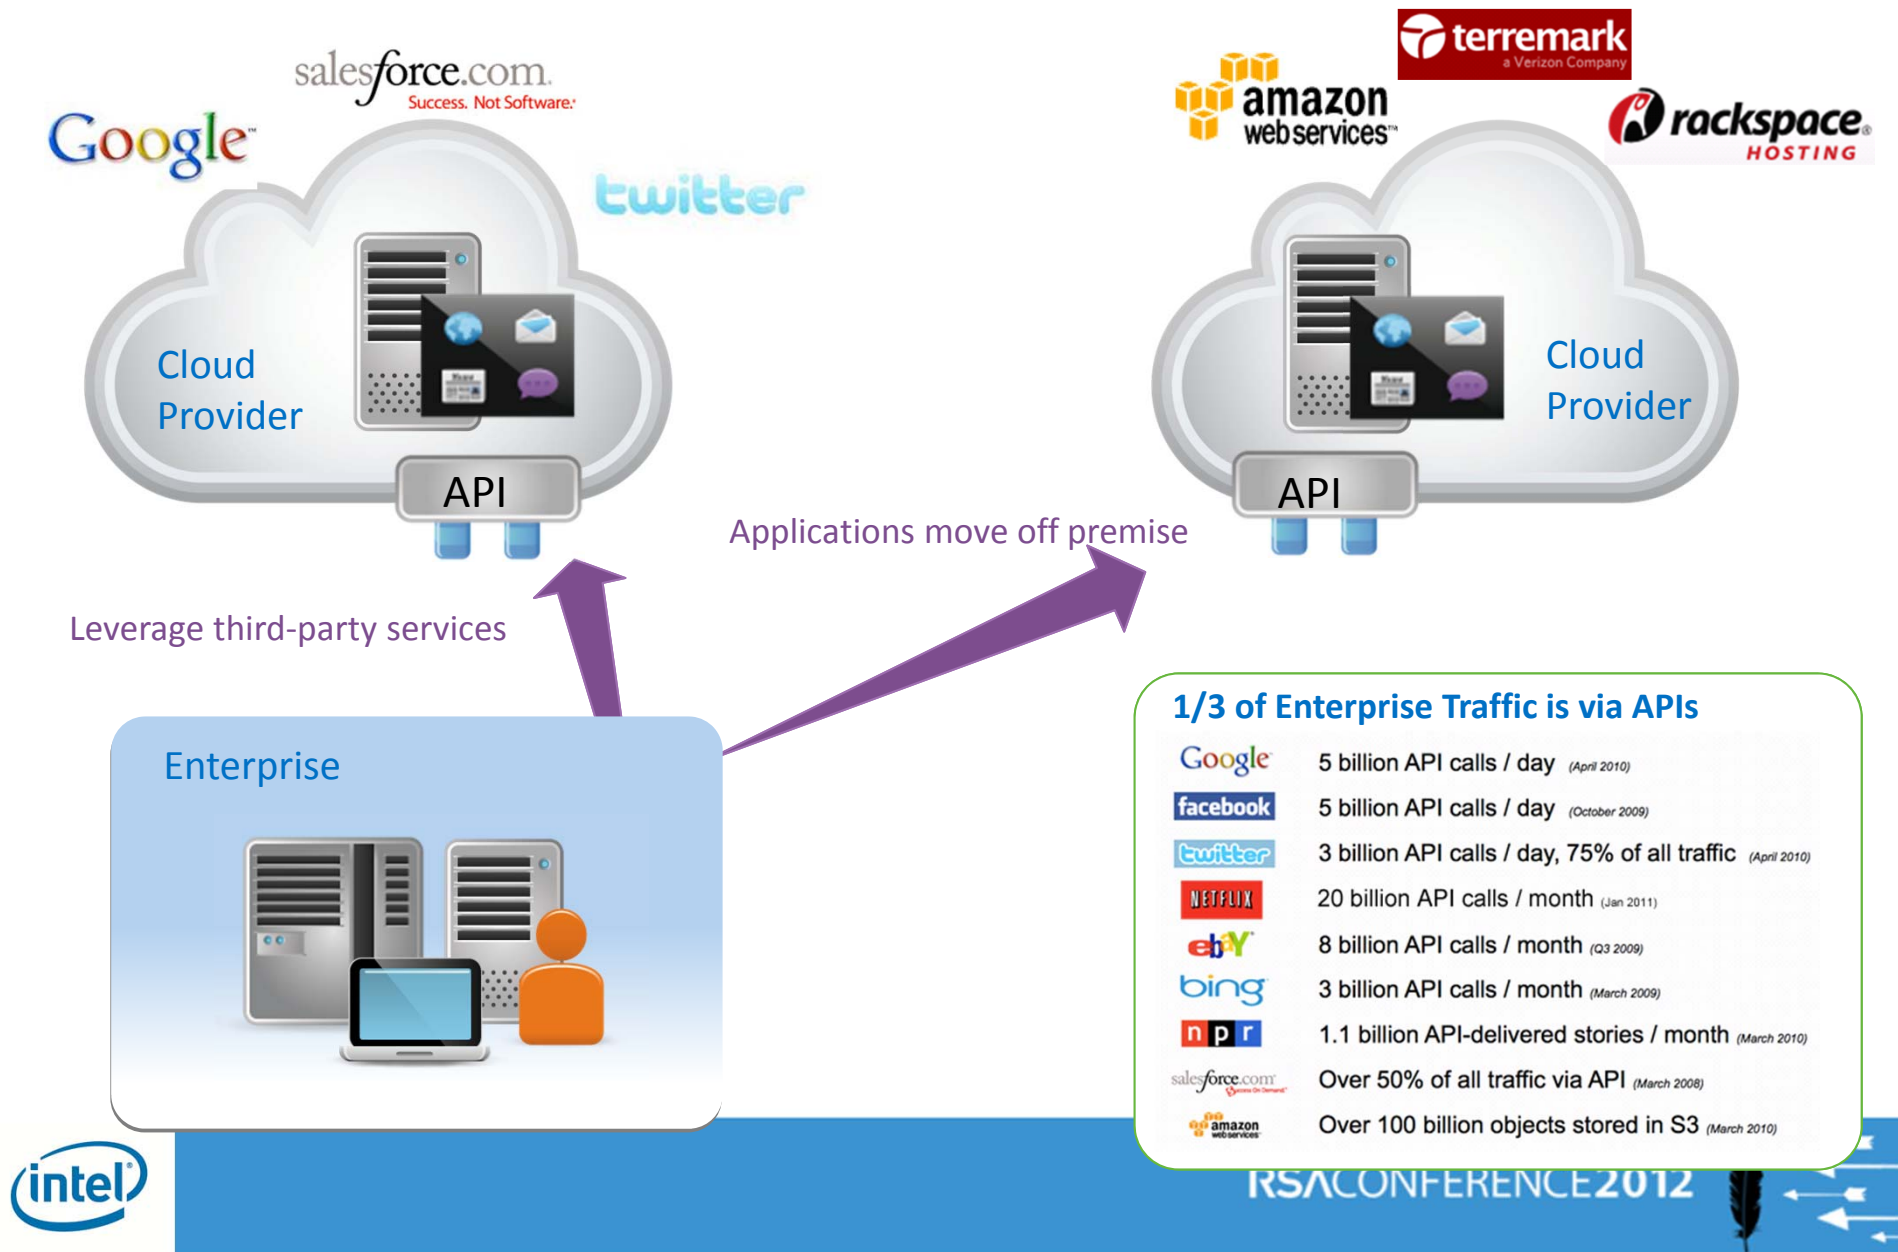 salesforce.com
Success. Not Software.
Google
twitter
Cloud
Provider
API
terremark
a Verizon Company
amazon
webservices
rackspace
HOSTING
Cloud
Provider
API
Applications move off premise
Leverage third-party services
Enterprise
1/3 of Enterprise Traffic is via APIs
Google 5 billion API calls / day (April 2010)
facebook 5 billion API calls / day (October 2009)
twitter 3 billion API calls / day, 75% of all traffic (April 2010)
NETFLIX 20 billion API calls / month (Jan 2011)
ebaY 8 billion API calls / month (Q3 2009)
bing 3 billion API calls / month (March 2009)
npr 1.1 billion API-delivered stories / month (March 2010)
salesforce.com Over 50% of all traffic via API (March 2008)
Success On Demand.
amazon webservices Over 100 billion objects stored in S3 (March 2010)
intel
RSACONFERENCE2012